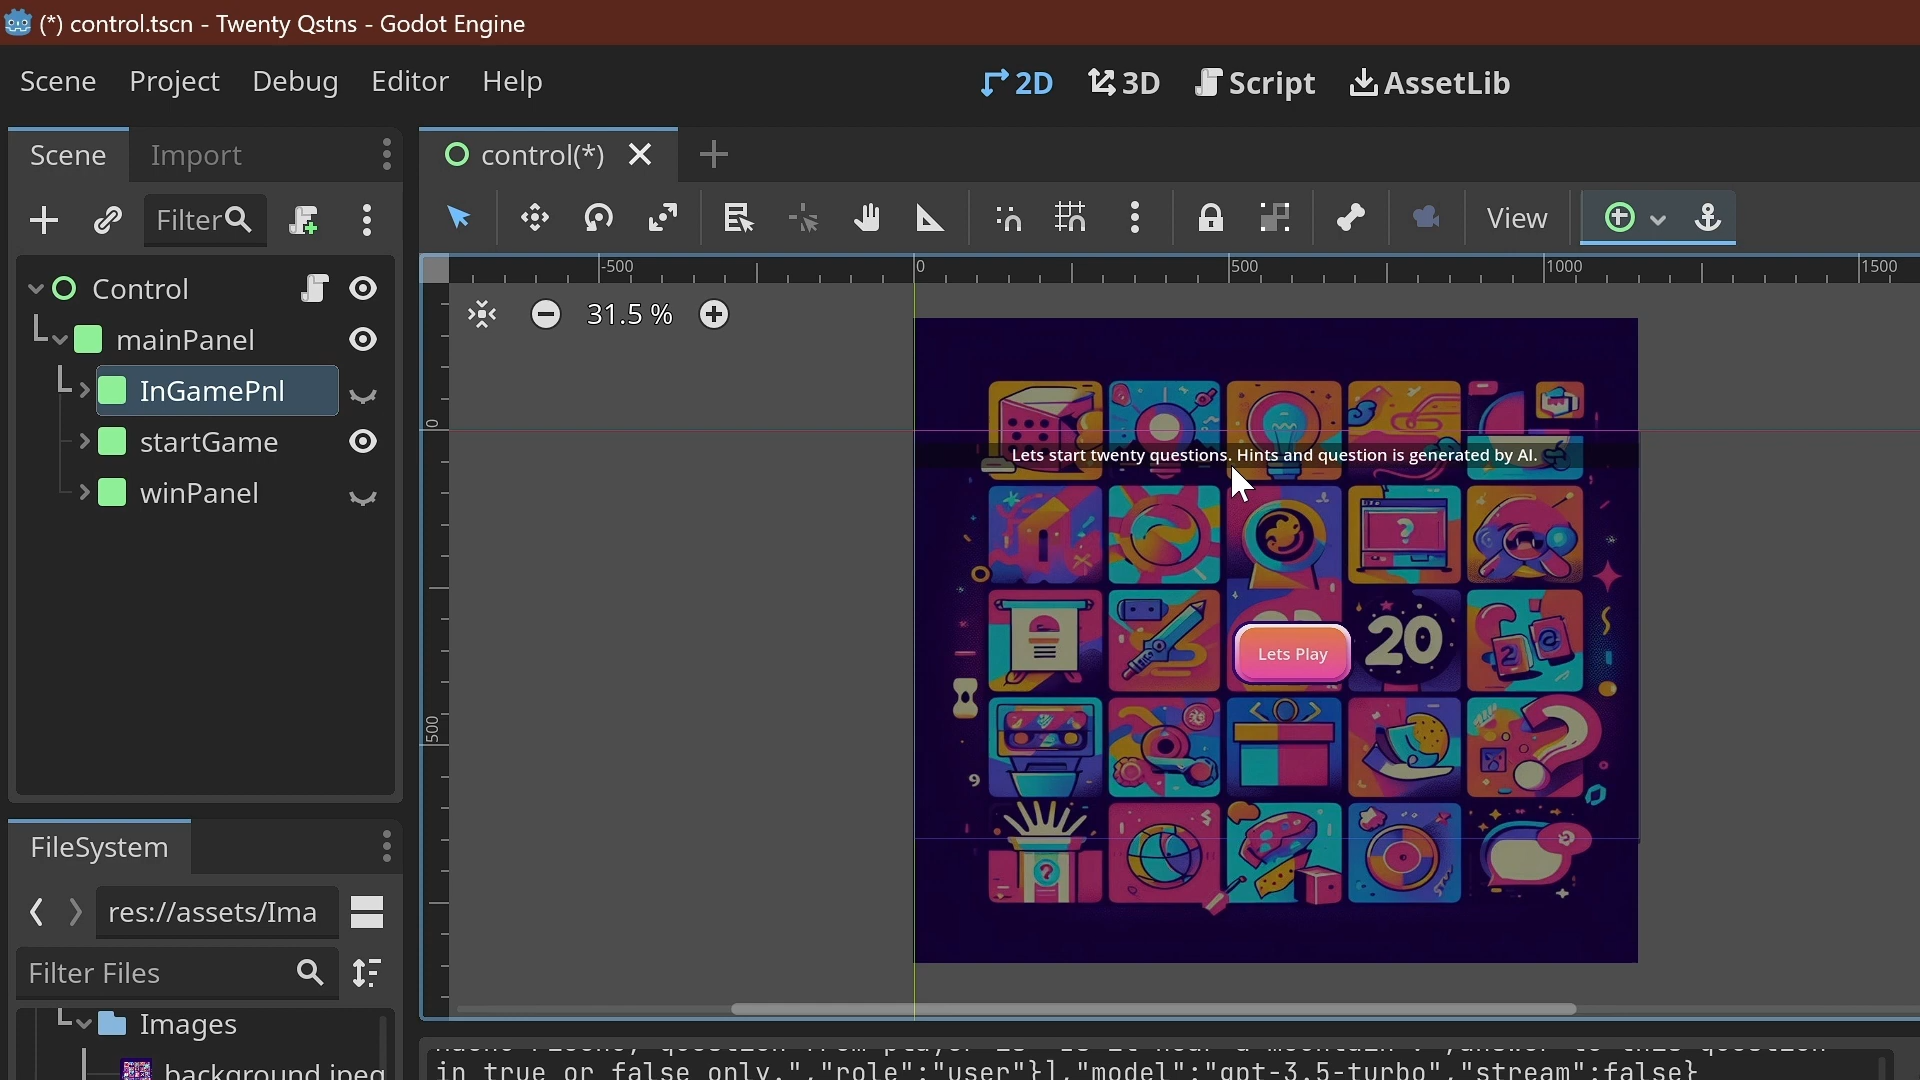 (*) control.tscn - Twenty Qstns - Godot Engine
Scene Project Debug Editor Help
2D 3D Script AssetLib
Scene Import
control(*)
Filter
View
-500 0 500 1000 1500
Control
31.5 %
mainPanel
InGamePnl
startGame
winPanel
0
500
Lets start twenty questions. Hints and question is generated by AI.
?
20
Lets Play
2
9
?
FileSystem
res://assets/Ima
Filter Files
Images
background.jpeg
in true or false only.","role":"user"}],"model":"gpt-3.5-turbo","stream":false}